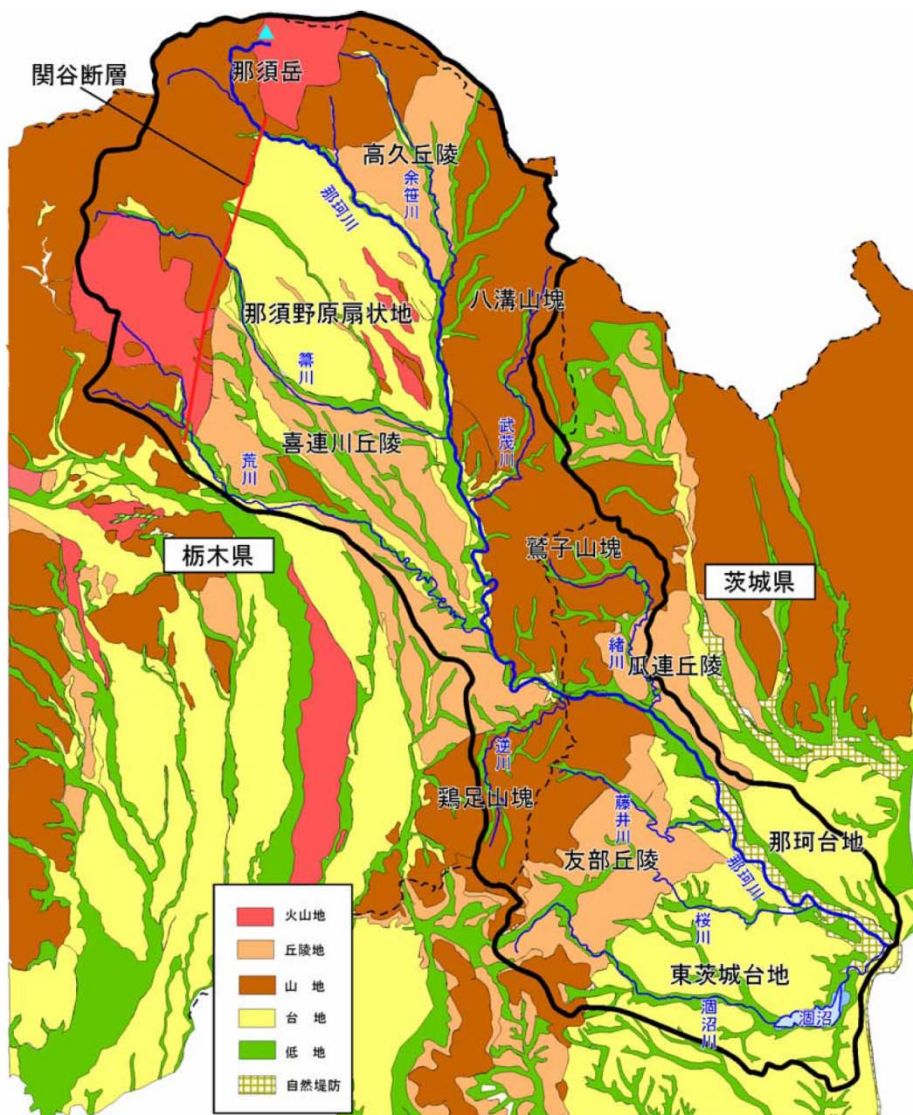 那須岳
関谷断層
高久丘陵
余笹川
那珂川
八溝山塊
那須野原扇状地
箒川
武茂川
喜連川丘陵
荒川
栃木県
鷲子山塊
茨城県
緒川
瓜連丘陵
逆川
鶏足山塊
藤井川
那珂台地
友部丘陵
那珂川
桜川
東茨城台地
涸沼
涸沼川
火山地
丘陵地
山 地
台 地
低 地
自然堤防